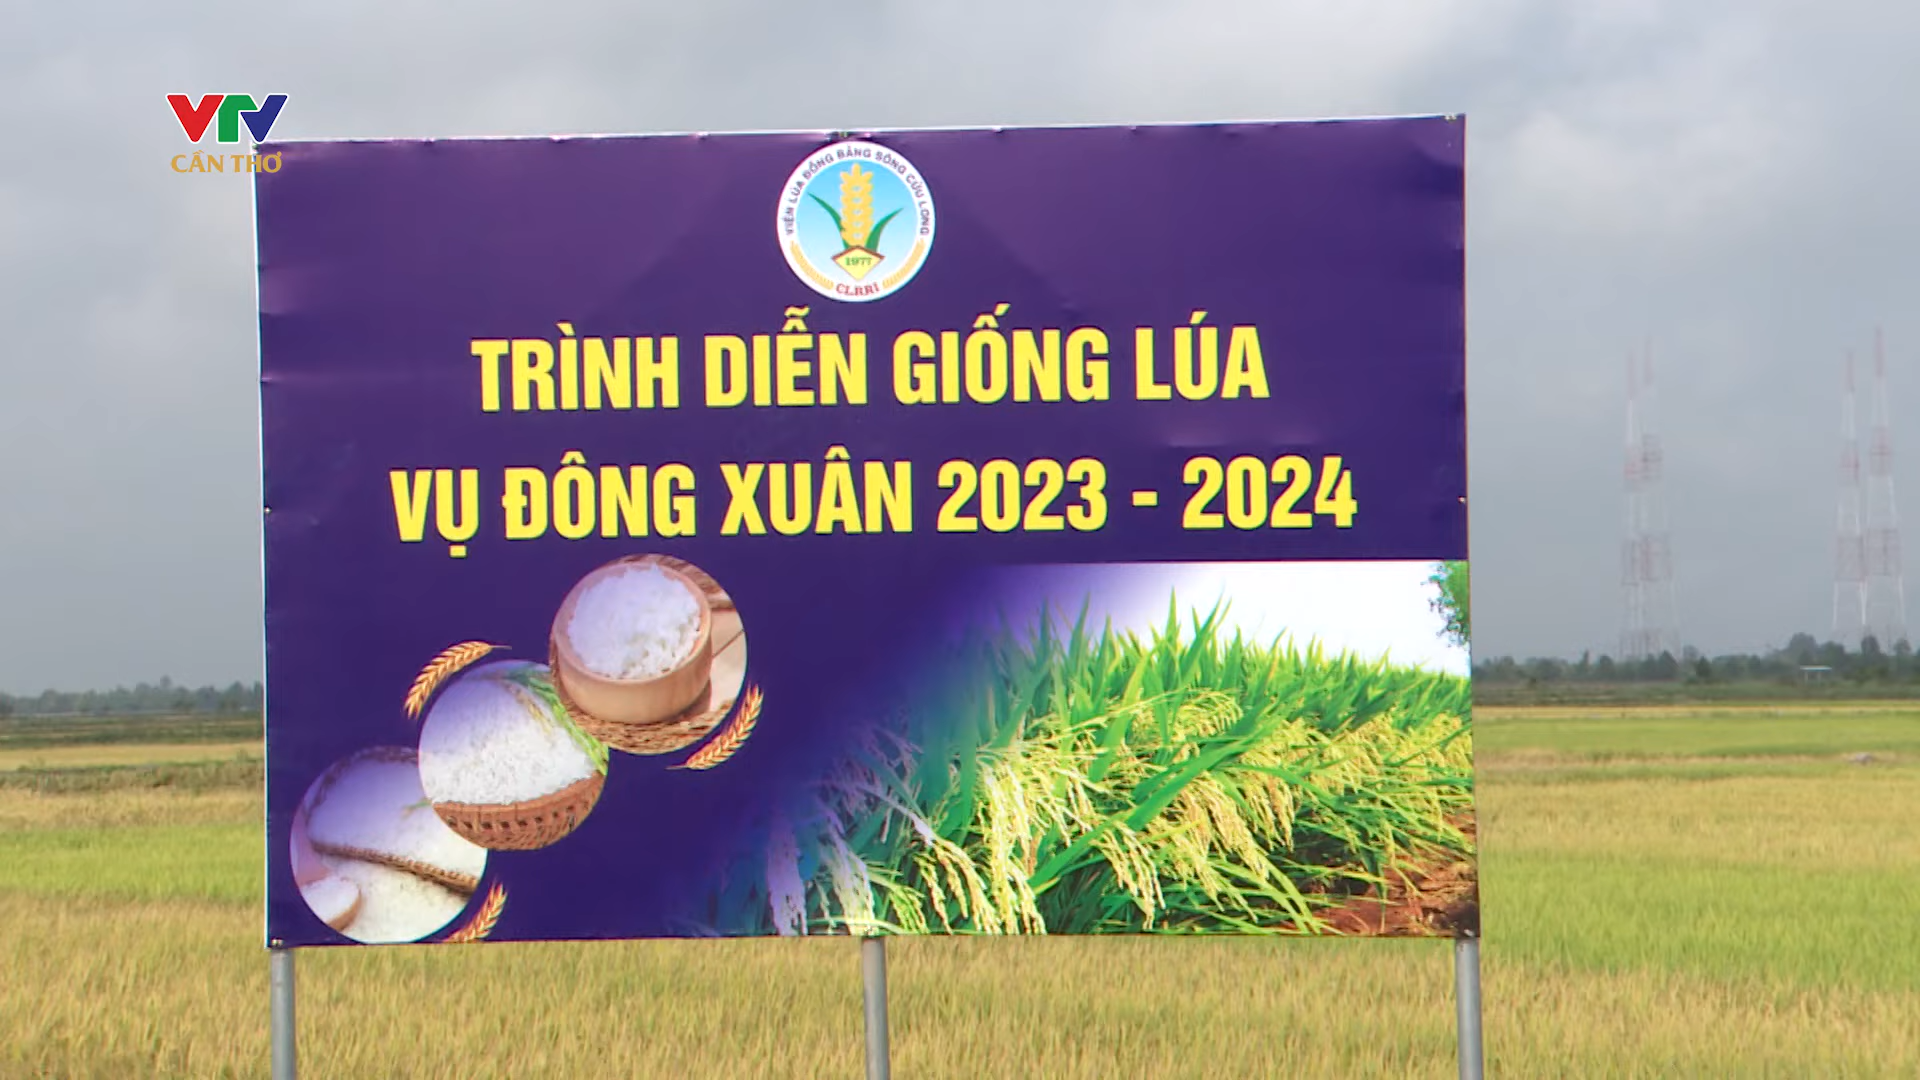 VTV
CẦN THƠ
VIỆN LÚA ĐỒNG BẰNG SÔNG CỬU LONG
1977
CLRRI
TRÌNH DIỄN GIỐNG LÚA
VỤ ĐÔNG XUÂN 2023 - 2024